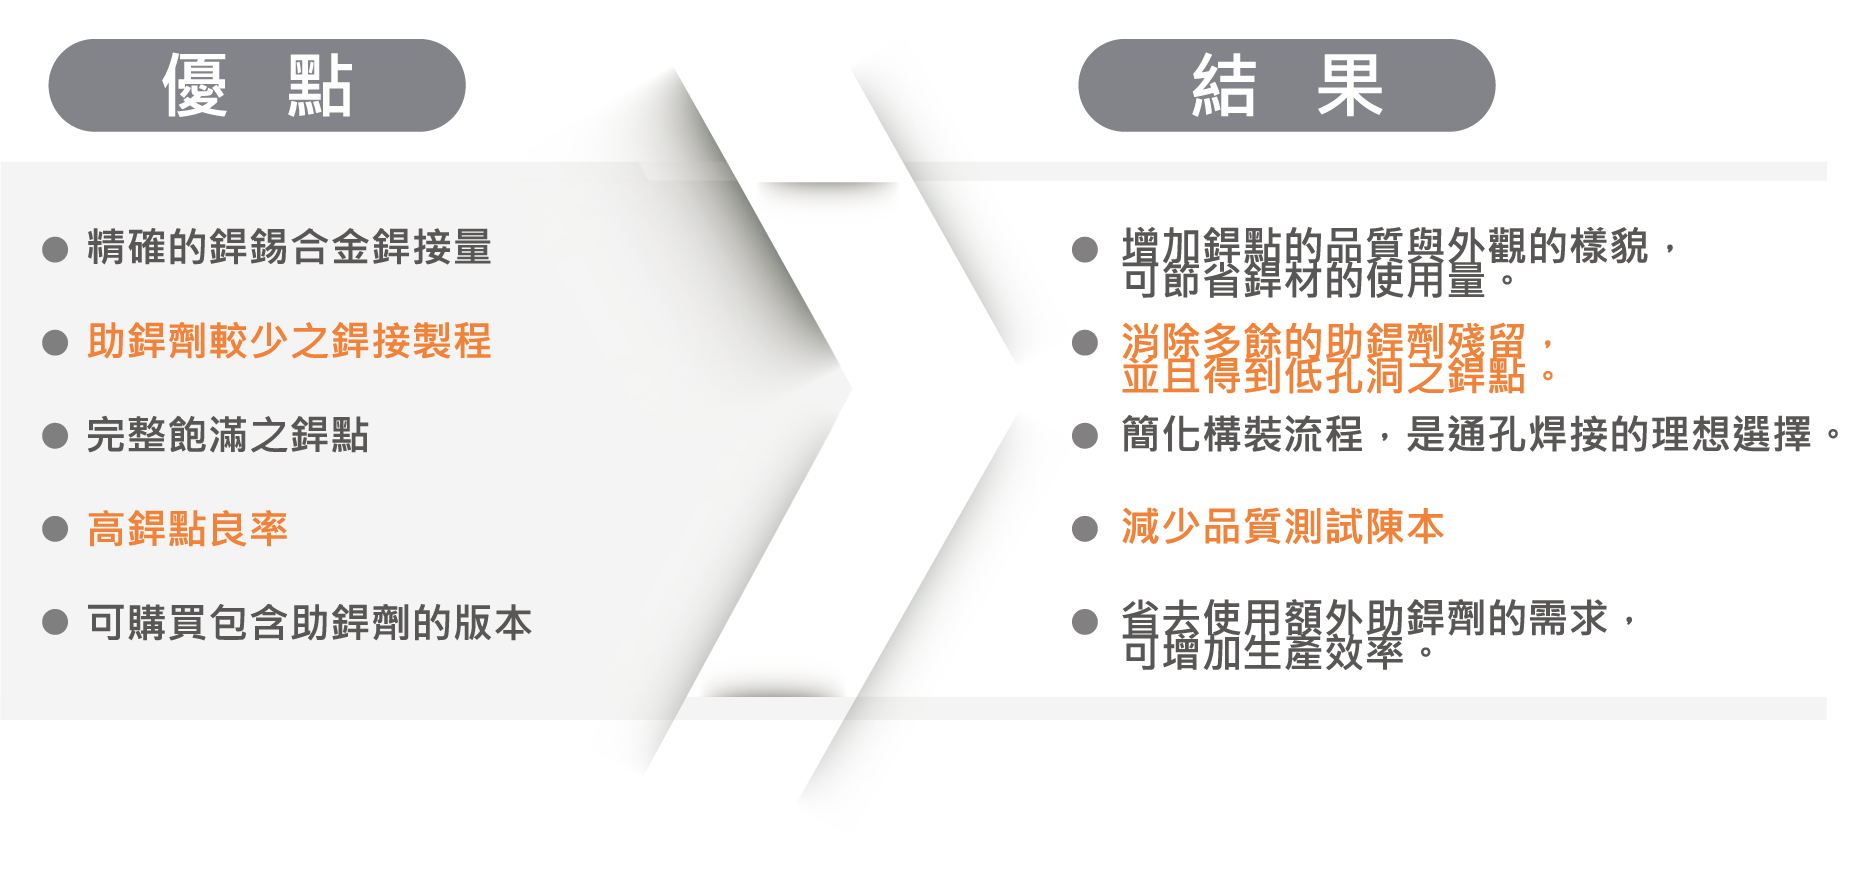 優點
精確的銲錫合金銲接量
助銲劑較少之銲接製程
完整飽滿之銲點
高銲點良率
可購買包含助銲劑的版本
結果
增加銲點的品質與外觀的樣貌，
可節省銲材的使用量。
消除多餘的助銲劑殘留，
並且得到低孔洞之銲點。
簡化構裝流程，是通孔焊接的理想選擇。
減少品質測試陳本
省去使用額外助銲劑的需求，
可增加生產效率。